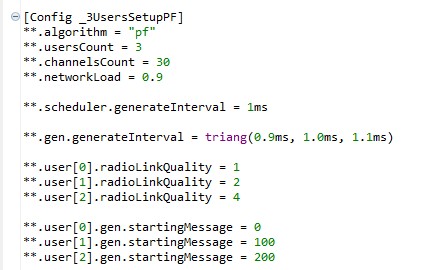 [Config _3UsersSetupPF]
**.algorithm = "pf"
**.usersCount = 3
**.channelsCount = 30
**.networkLoad = 0.9
**.scheduler.generateInterval = 1ms
**.gen.generateInterval = triang(0.9ms, 1.0ms, 1.1ms)
**.user[0].radioLinkQuality = 1
**.user[1].radioLinkQuality = 2
**.user[2].radioLinkQuality = 4
**.user[0].gen.startingMessage = 0
**.user[1].gen.startingMessage = 100
**.user[2].gen.startingMessage = 200